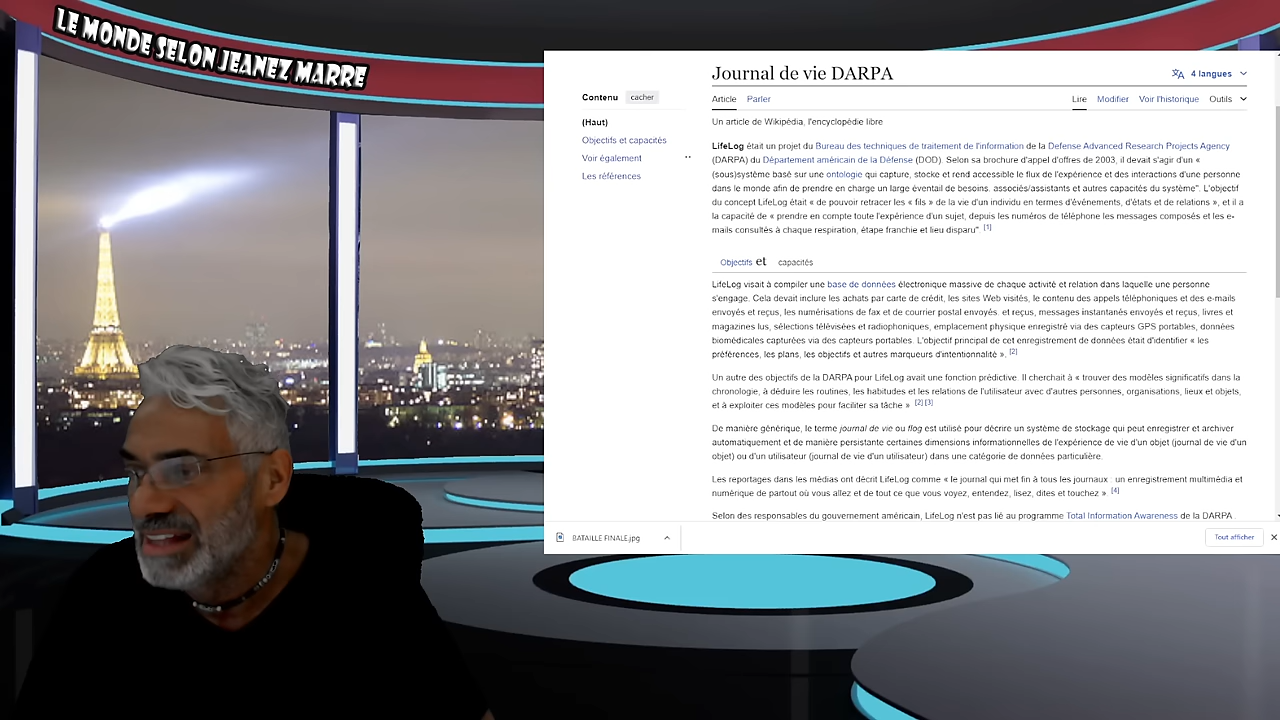 LE MONDE SELON JEANEZ MARRE
Journal de vie DARPA
4 langues
Contenu cacher
Article Parler
Lire Modifier Voir l'historique Outils
(Haut)
Objectifs et capacités
Voir également
Les références
Un article de Wikipédia, l'encyclopédie libre
LifeLog était un projet du Bureau des techniques de traitement de l'information de la Defense Advanced Research Projects Agency
(DARPA) du Département américain de la Défense (DOD). Selon sa brochure d'appel d'offres de 2003, il devait s'agir d'un «
(sous)système basé sur une ontologie qui capture, stocke et rend accessible le flux de l'expérience et des interactions d'une personne
dans le monde afin de prendre en charge un large éventail de besoins. associés/assistants et autres capacités du système". L'objectif
du concept LifeLog était « de pouvoir retracer les « fils » de la vie d'un individu en termes d'événements, d'états et de relations », et il a
la capacité de « prendre en compte toute l'expérience d'un sujet, depuis les numéros de téléphone les messages composés et les e-
mails consultés à chaque respiration, étape franchie et lieu disparu". [1]
Objectifs et capacités
LifeLog visait à compiler une base de données électronique massive de chaque activité et relation dans laquelle une personne
s'engage. Cela devait inclure les achats par carte de crédit, les sites Web visités, le contenu des appels téléphoniques et des e-mails
envoyés et reçus, les numérisations de fax et de courrier postal envoyés. et reçus, messages instantanés envoyés et reçus, livres et
magazines lus, sélections télévisées et radiophoniques, emplacement physique enregistré via des capteurs GPS portables, données
biomédicales capturées via des capteurs portables. L'objectif principal de cet enregistrement de données était d'identifier « les
préférences, les plans, les objectifs et autres marqueurs d'intentionnalité ». [2]
Un autre des objectifs de la DARPA pour LifeLog avait une fonction prédictive. Il cherchait à « trouver des modèles significatifs dans la
chronologie, à déduire les routines, les habitudes et les relations de l'utilisateur avec d'autres personnes, organisations, lieux et objets,
et à exploiter ces modèles pour faciliter sa tâche » [2] [3]
De manière générique, le terme journal de vie ou flog est utilisé pour décrire un système de stockage qui peut enregistrer et archiver
automatiquement et de manière persistante certaines dimensions informationnelles de l'expérience de vie d'un objet (journal de vie d'un
objet) ou d'un utilisateur (journal de vie d'un utilisateur) dans une catégorie de données particulière.
Les reportages dans les médias ont décrit LifeLog comme « le journal qui met fin à tous les journaux : un enregistrement multimédia et
numérique de partout où vous allez et de tout ce que vous voyez, entendez, lisez, dites et touchez » [4]
Selon des responsables du gouvernement américain, LifeLog n'est pas lié au programme Total Information Awareness de la DARPA .
BATAILLE FINALE.jpg
Tout afficher